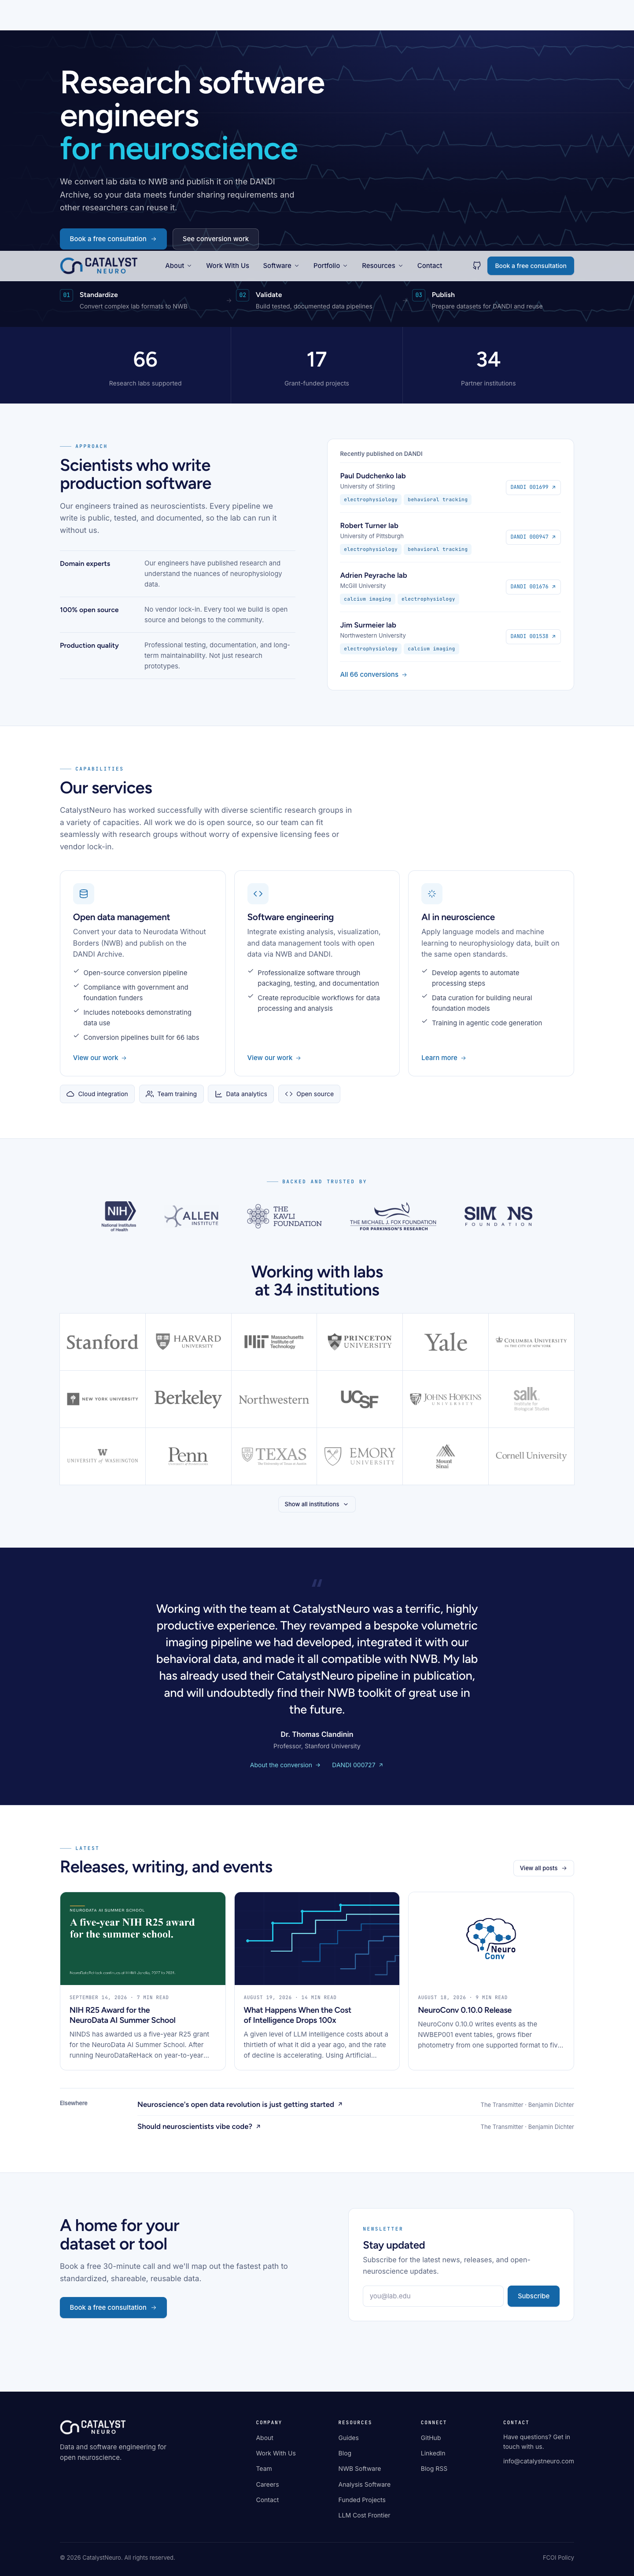 Research software
engineers
for neuroscience
We convert lab data to NWB and publish it on the DANDI
Archive, so your data meets funder sharing requirements and
other researchers can reuse it.
Book a free consultation →
See conversion work
CATALYST
NEURO
About
Work With Us
Software
Portfolio
Resources
Contact
Book a free consultation
01 Standardize
Convert complex lab formats to NWB
→
02 Validate
Build tested, documented data pipelines
→
03 Publish
Prepare datasets for DANDI and reuse
66
Research labs supported
17
Grant-funded projects
34
Partner institutions
APPROACH
Scientists who write
production software
Our engineers trained as neuroscientists. Every pipeline we
write is public, tested, and documented, so the lab can run it
without us.
Domain experts
Our engineers have published research and
understand the nuances of neurophysiology
data.
100% open source
No vendor lock-in. Every tool we build is open
source and belongs to the community.
Production quality
Professional testing, documentation, and long-
term maintainability. Not just research
prototypes.
Recently published on DANDI
Paul Dudchenko lab
University of Stirling
electrophysiology
behavioral tracking
DANDI 001699 ↗
Robert Turner lab
University of Pittsburgh
electrophysiology
behavioral tracking
DANDI 000947 ↗
Adrien Peyrache lab
McGill University
calcium imaging
electrophysiology
DANDI 001676 ↗
Jim Surmeier lab
Northwestern University
electrophysiology
calcium imaging
DANDI 001538 ↗
All 66 conversions →
CAPABILITIES
Our services
CatalystNeuro has worked successfully with diverse scientific research groups in
a variety of capacities. All work we do is open source, so our team can fit
seamlessly with research groups without worry of expensive licensing fees or
vendor lock-in.
Open data management
Convert your data to Neurodata Without
Borders (NWB) and publish on the
DANDI Archive.
Open-source conversion pipeline
Compliance with government and
foundation funders
Includes notebooks demonstrating
data use
Conversion pipelines built for 66 labs
View our work →
Software engineering
Integrate existing analysis, visualization,
and data management tools with open
data via NWB and DANDI.
Professionalize software through
packaging, testing, and documentation
Create reproducible workflows for data
processing and analysis
View our work →
AI in neuroscience
Apply language models and machine
learning to neurophysiology data, built on
the same open standards.
Develop agents to automate
processing steps
Data curation for building neural
foundation models
Training in agentic code generation
Learn more →
Cloud integration
Team training
Data analytics
Open source
BACKED AND TRUSTED BY
NIH
National Institutes
of Health
ALLEN
INSTITUTE
THE
KAVLI
FOUNDATION
THE MICHAEL J. FOX FOUNDATION
FOR PARKINSON'S RESEARCH
SIMONS
FOUNDATION
Working with labs
at 34 institutions
Stanford
HARVARD
UNIVERSITY
Massachusetts
Institute of
Technology
PRINCETON
UNIVERSITY
Yale
COLUMBIA UNIVERSITY
IN THE CITY OF NEW YORK
NEW YORK UNIVERSITY
Berkeley
Northwestern
UCSF
JOHNS HOPKINS
UNIVERSITY
salk
Institute for
Biological Studies
W
UNIVERSITY of WASHINGTON
Penn
TEXAS
EMORY
UNIVERSITY
Mount
Sinai
Cornell University
Show all institutions
“
Working with the team at CatalystNeuro was a terrific, highly
productive experience. They revamped a bespoke volumetric
imaging pipeline we had developed, integrated it with our
behavioral data, and made it all compatible with NWB. My lab
has already used their CatalystNeuro pipeline in publication,
and will undoubtedly find their NWB toolkit of great use in
the future.
Dr. Thomas Clandinin
Professor, Stanford University
About the conversion →
DANDI 000727 ↗
LATEST
Releases, writing, and events
View all posts →
NEURODATA AI SUMMER SCHOOL
A five-year NIH R25 award
for the summer school.
SEPTEMBER 14, 2026 · 7 MIN READ
NIH R25 Award for the
NeuroData AI Summer School
NINDS has awarded us a five-year R25 grant
for the NeuroData AI Summer School. After
running NeuroDataReHack on year-to-year…
AUGUST 19, 2026 · 14 MIN READ
What Happens When the Cost
of Intelligence Drops 100x
A given level of LLM intelligence costs about a
thirtieth of what it did a year ago, and the rate
of decline is accelerating. Using Artificial…
Neuro
Conv
AUGUST 18, 2026 · 9 MIN READ
NeuroConv 0.10.0 Release
NeuroConv 0.10.0 writes events as the
NWBEP001 event tables, grows fiber
photometry from one supported format to fiv…
Elsewhere
Neuroscience's open data revolution is just getting started ↗
The Transmitter · Benjamin Dichter
Should neuroscientists vibe code? ↗
The Transmitter · Benjamin Dichter
A home for your
dataset or tool
Book a free 30-minute call and we'll map out the fastest path to
standardized, shareable, reusable data.
Book a free consultation →
NEWSLETTER
Stay updated
Subscribe for the latest news, releases, and open-
neuroscience updates.
you@lab.edu
Subscribe
CATALYST
NEURO
Data and software engineering for
open neuroscience.
COMPANY
About
Work With Us
Team
Careers
Contact
RESOURCES
Guides
Blog
NWB Software
Analysis Software
Funded Projects
LLM Cost Frontier
CONNECT
GitHub
LinkedIn
Blog RSS
CONTACT
Have questions? Get in
touch with us.
info@catalystneuro.com
© 2026 CatalystNeuro. All rights reserved.
FCOI Policy